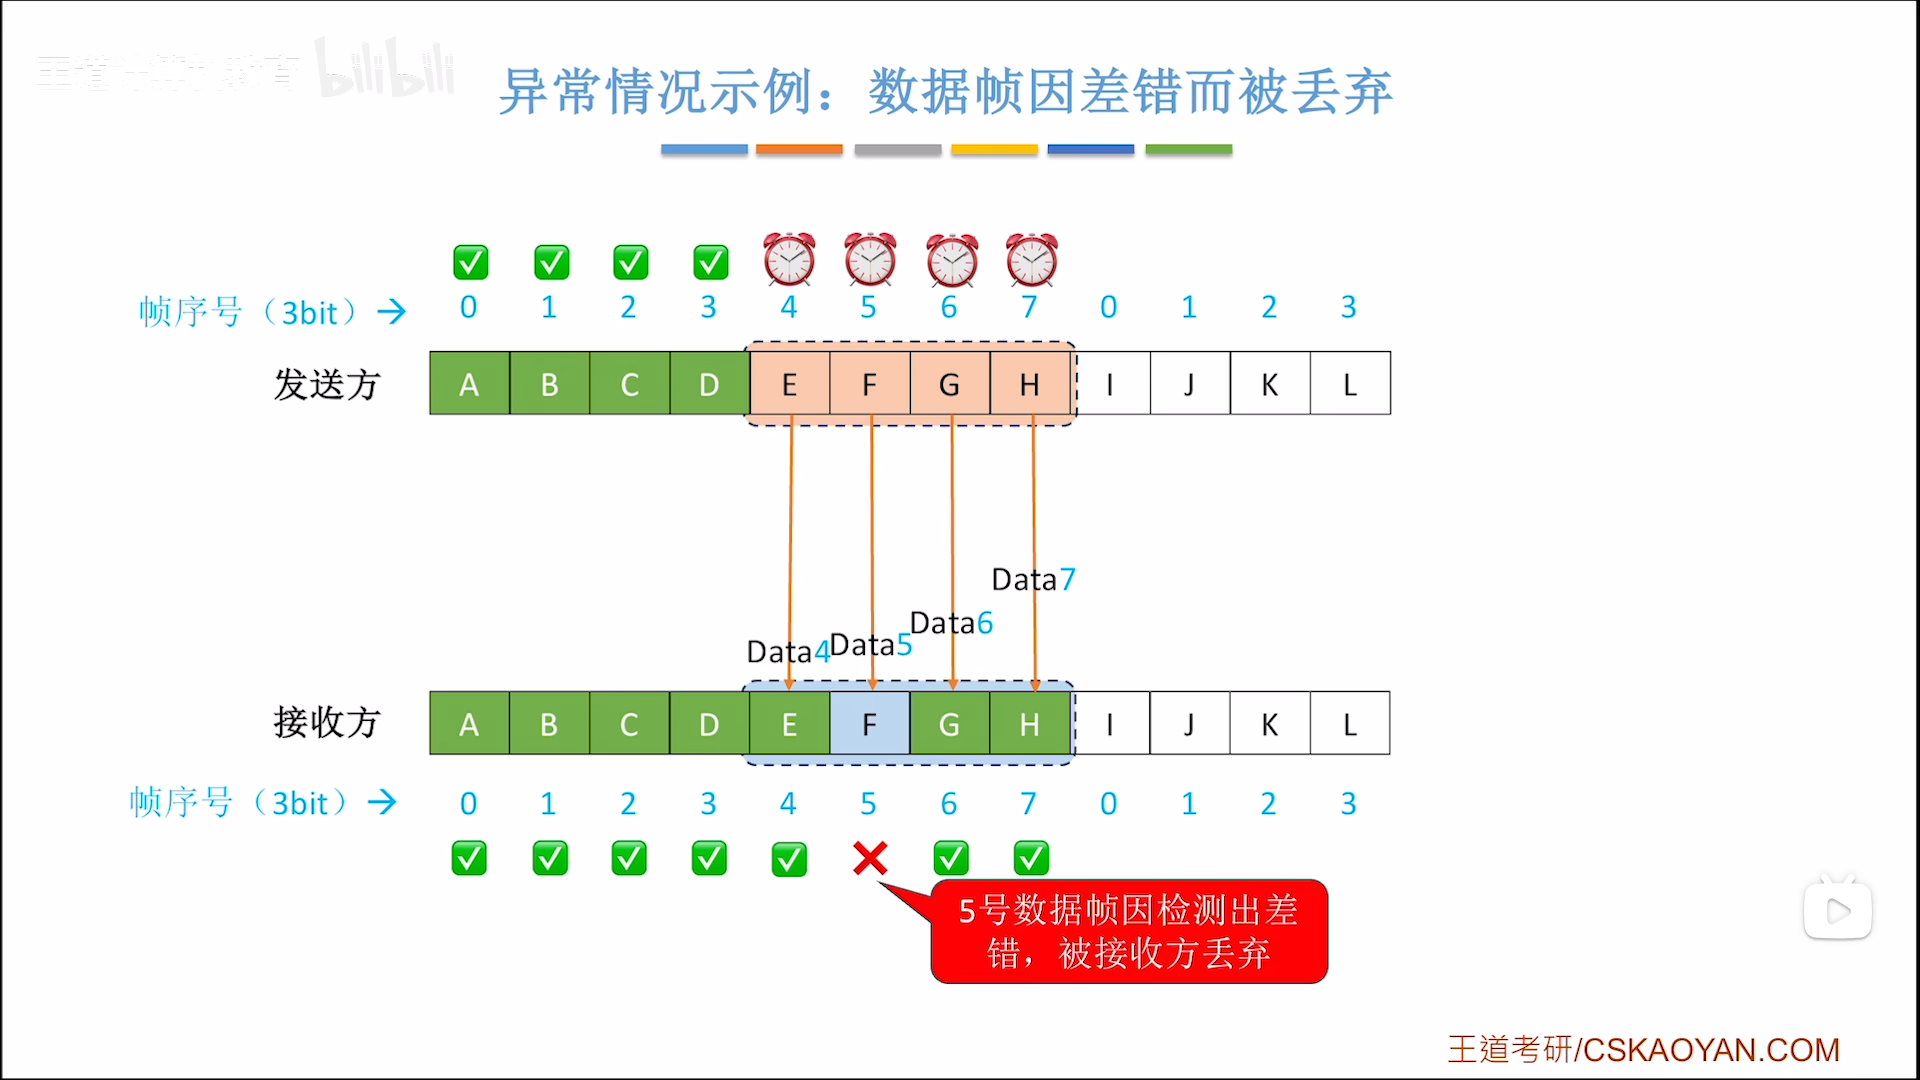 王道计算机教育 bilibili
异常情况示例：数据帧因差错而被丢弃
帧序号（3bit）→ 0 1 2 3 4 5 6 7 0 1 2 3
发送方 A B C D E F G H I J K L
Data7
Data6
Data4 Data5
接收方 A B C D E F G H I J K L
帧序号（3bit）→ 0 1 2 3 4 5 6 7 0 1 2 3
5号数据帧因检测出差
错，被接收方丢弃
王道考研/CSKAOYAN.COM